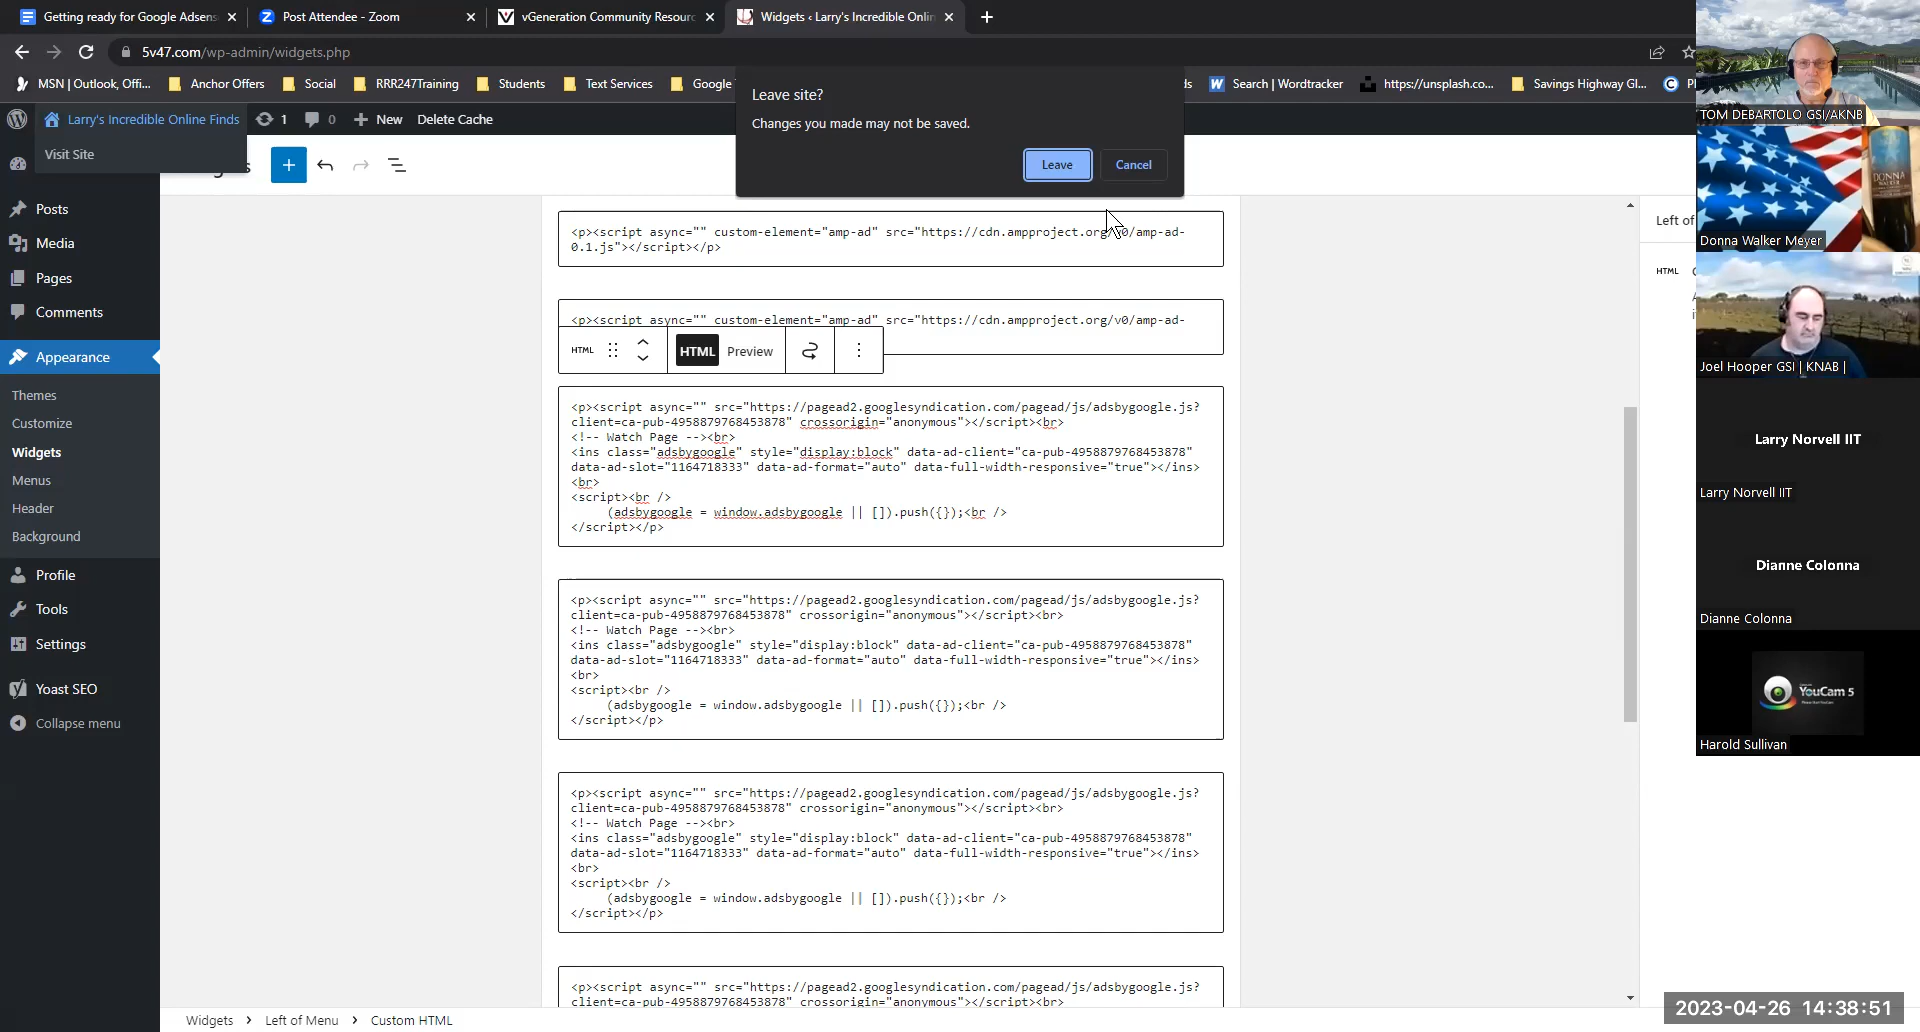 Getting ready for Google Adsens
Post Attendee - Zoom
vGeneration Community Resour
Widgets ‹ Larry's Incredible Onlin
5v47.com/wp-admin/widgets.php
MSN | Outlook, Offi...
Anchor Offers
Social
RRR247Training
Students
Text Services
Google
Search | Wordtracker
https://unsplash.co...
Savings Highway Gl...
Leave site?
Changes you made may not be saved.
Leave
Cancel
Larry's Incredible Online Finds
1
0
New
Delete Cache
Visit Site
Posts
Media
Pages
Comments
Appearance
Themes
Customize
Widgets
Menus
Header
Background
Profile
Tools
Settings
Yoast SEO
Collapse menu
<p><script async="" custom-element="amp-ad" src="https://cdn.ampproject.org/v0/amp-ad-
0.1.js"></script></p>
<p><script async="" custom-element="amp-ad" src="https://cdn.ampproject.org/v0/amp-ad-
HTML
HTML
Preview
<p><script async="" src="https://pagead2.googlesyndication.com/pagead/js/adsbygoogle.js?
client=ca-pub-4958879768453878" crossorigin="anonymous"></script><br>
<!-- Watch Page --><br>
<ins class="adsbygoogle" style="display:block" data-ad-client="ca-pub-4958879768453878"
data-ad-slot="1164718333" data-ad-format="auto" data-full-width-responsive="true"></ins>
<br>
<script><br />
(adsbygoogle = window.adsbygoogle || []).push({});<br />
</script></p>
<p><script async="" src="https://pagead2.googlesyndication.com/pagead/js/adsbygoogle.js?
client=ca-pub-4958879768453878" crossorigin="anonymous"></script><br>
<!-- Watch Page --><br>
<ins class="adsbygoogle" style="display:block" data-ad-client="ca-pub-4958879768453878"
data-ad-slot="1164718333" data-ad-format="auto" data-full-width-responsive="true"></ins>
<br>
<script><br />
(adsbygoogle = window.adsbygoogle || []).push({});<br />
</script></p>
<p><script async="" src="https://pagead2.googlesyndication.com/pagead/js/adsbygoogle.js?
client=ca-pub-4958879768453878" crossorigin="anonymous"></script><br>
<!-- Watch Page --><br>
<ins class="adsbygoogle" style="display:block" data-ad-client="ca-pub-4958879768453878"
data-ad-slot="1164718333" data-ad-format="auto" data-full-width-responsive="true"></ins>
<br>
<script><br />
(adsbygoogle = window.adsbygoogle || []).push({});<br />
</script></p>
<p><script async="" src="https://pagead2.googlesyndication.com/pagead/js/adsbygoogle.js?
client=ca-pub-4958879768453878" crossorigin="anonymous"></script><br>
Widgets
Left of Menu
Custom HTML
Left of
HTML
TOM DEBARTOLO GSI/AKNB
DONNA
Donna Walker Meyer
Joel Hooper GSI | KNAB |
Larry Norvell IIT
Larry Norvell IIT
Dianne Colonna
Dianne Colonna
YouCam 5
Harold Sullivan
2023-04-26 14:38:51